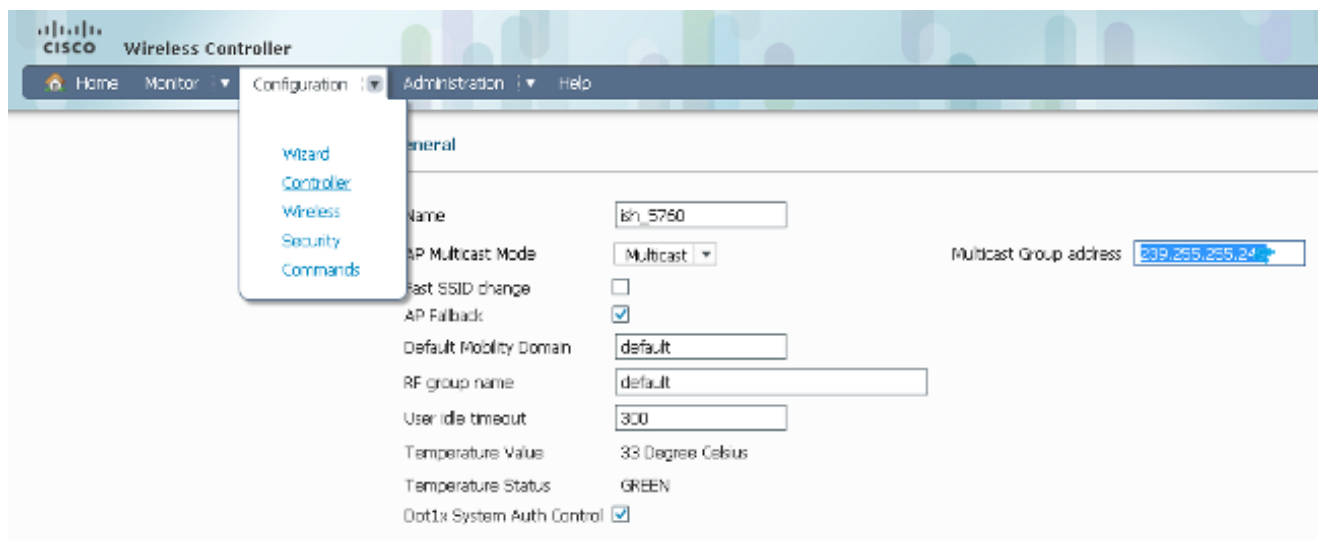 CISCO Wireless Controller
Home Monitor Configuration Administration Help
Wizard
Controller
Wireless
Security
Commands
eneral
Name ish_5760
AP Multicast Mode Multicast Multicast Group address
Fast SSID change
AP Fallback
Default Mobility Domain default
RF group name default
User idle timeout 300
Temperature Value 33 Degree Celsius
Temperature Status GREEN
Dot1x System Auth Control